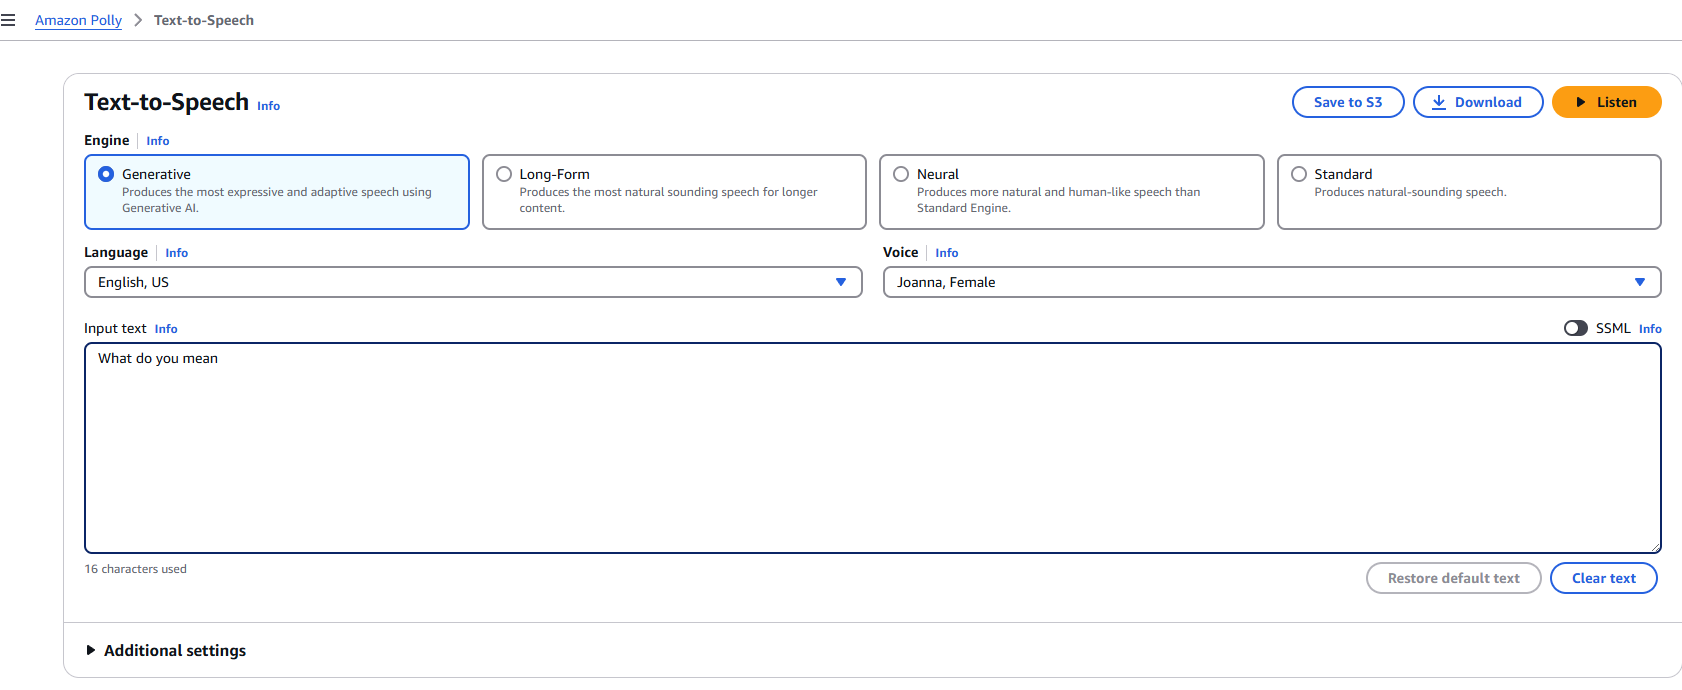 Amazon Polly > Text-to-Speech
Text-to-Speech Info
Save to S3 Download Listen
Engine Info
Generative
Produces the most expressive and adaptive speech using
Generative AI.
Long-Form
Produces the most natural sounding speech for longer
content.
Neural
Produces more natural and human-like speech than
Standard Engine.
Standard
Produces natural-sounding speech.
Language Info
English, US
Voice Info
Joanna, Female
Input text Info
SSML Info
What do you mean
16 characters used
Restore default text Clear text
Additional settings